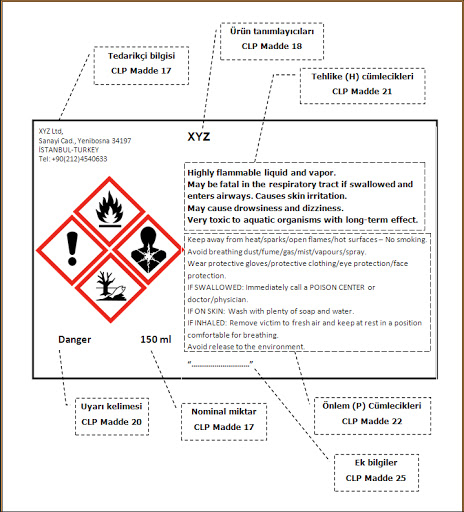 Ürün tanımlayıcıları
CLP Madde 18
Tedarikçi bilgisi
CLP Madde 17
Tehlike (H) cümlecikleri
CLP Madde 21
XYZ Ltd,
Sanayi Cad., Yenibosna 34197
İSTANBUL-TURKEY
Tel: +90(212)4540633
XYZ
Highly flammable liquid and vapor.
May be fatal in the respiratory tract if swallowed and
enters airways. Causes skin irritation.
May cause drowsiness and dizziness.
Very toxic to aquatic organisms with long-term effect.
Keep away from heat/sparks/open flames/hot surfaces – No smoking.
Avoid breathing dust/fume/gas/mist/vapours/spray.
Wear protective gloves/protective clothing/eye protection/face
protection.
IF SWALLOWED: Immediately call a POISON CENTER or
doctor/physician.
IF ON SKIN: Wash with plenty of soap and water.
IF INHALED: Remove victim to fresh air and keep at rest in a position
comfortable for breathing.
Avoid release to the environment.
Danger
150 ml
“..............................”
Uyarı kelimesi
CLP Madde 20
Nominal miktar
CLP Madde 17
Önlem (P) Cümlecikleri
CLP Madde 22
Ek bilgiler
CLP Madde 25